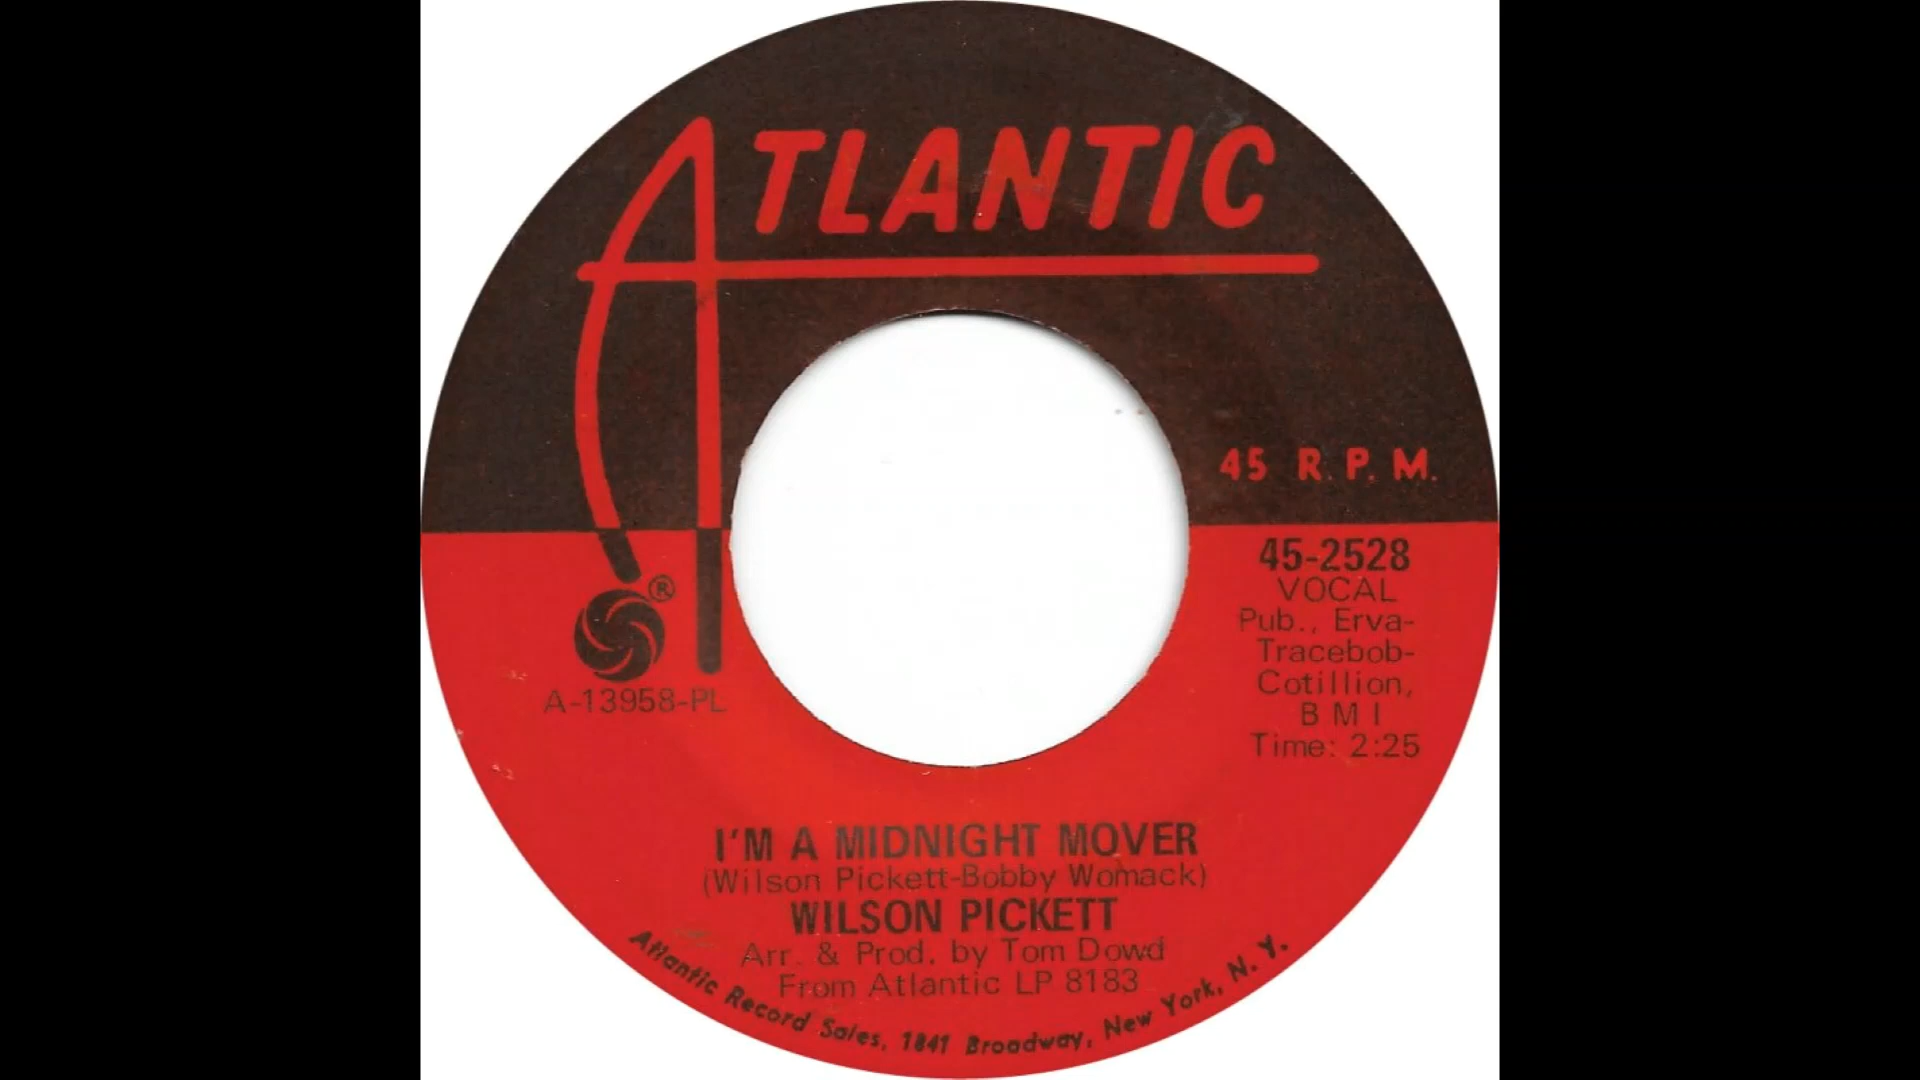 ATLANTIC
45 R.P.M.
45-2528
VOCAL
Pub., Erva-
Tracebob-
Cotillion,
BMI
Time: 2:25
®
A-13958-PL
I'M A MIDNIGHT MOVER
(Wilson Pickett-Bobby Womack)
WILSON PICKETT
Arr. & Prod. by Tom Dowd
From Atlantic LP 8183
Atlantic Record Sales, 1841 Broadway, New York, N.Y.